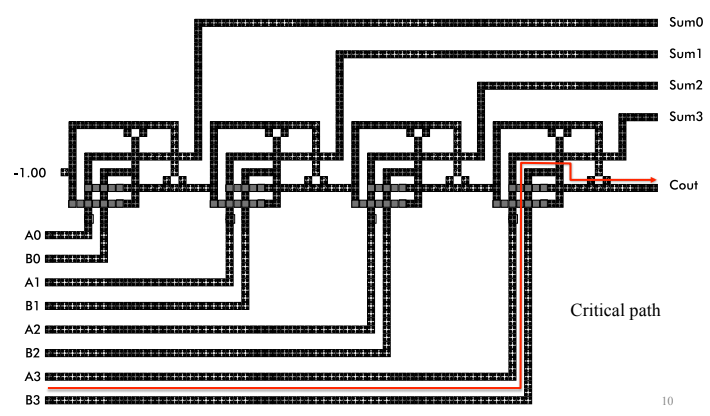 Sum0
Sum1
Sum2
Sum3
-1.00
Cout
A0
B0
A1
B1
A2
B2
A3
B3
Critical path
10